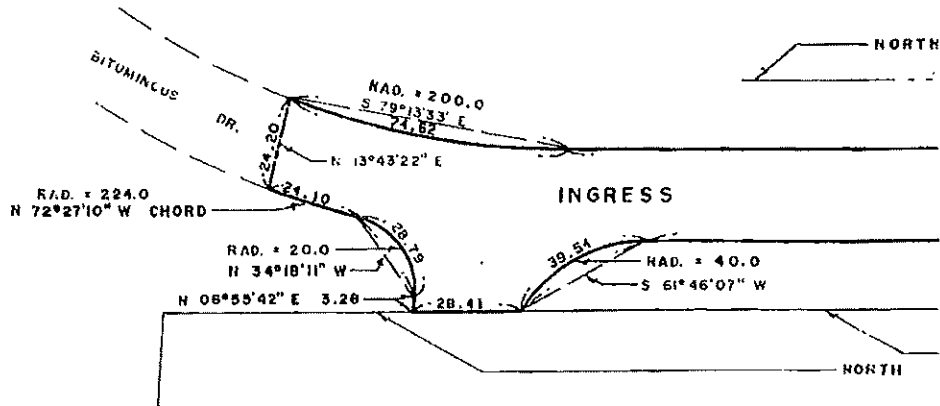 NORTH
BITUMINOUS
DR.
RAD. = 200.0
S 79°13'33" E
74.62
24.20
N 13°43'22" E
RAD. = 224.0
N 72°27'10" W CHORD
24.10
INGRESS
28.79
RAD. = 20.0
N 34°18'11" W
39.54
RAD. = 40.0
S 61°46'07" W
N 06°55'42" E 3.28
28.41
NORTH